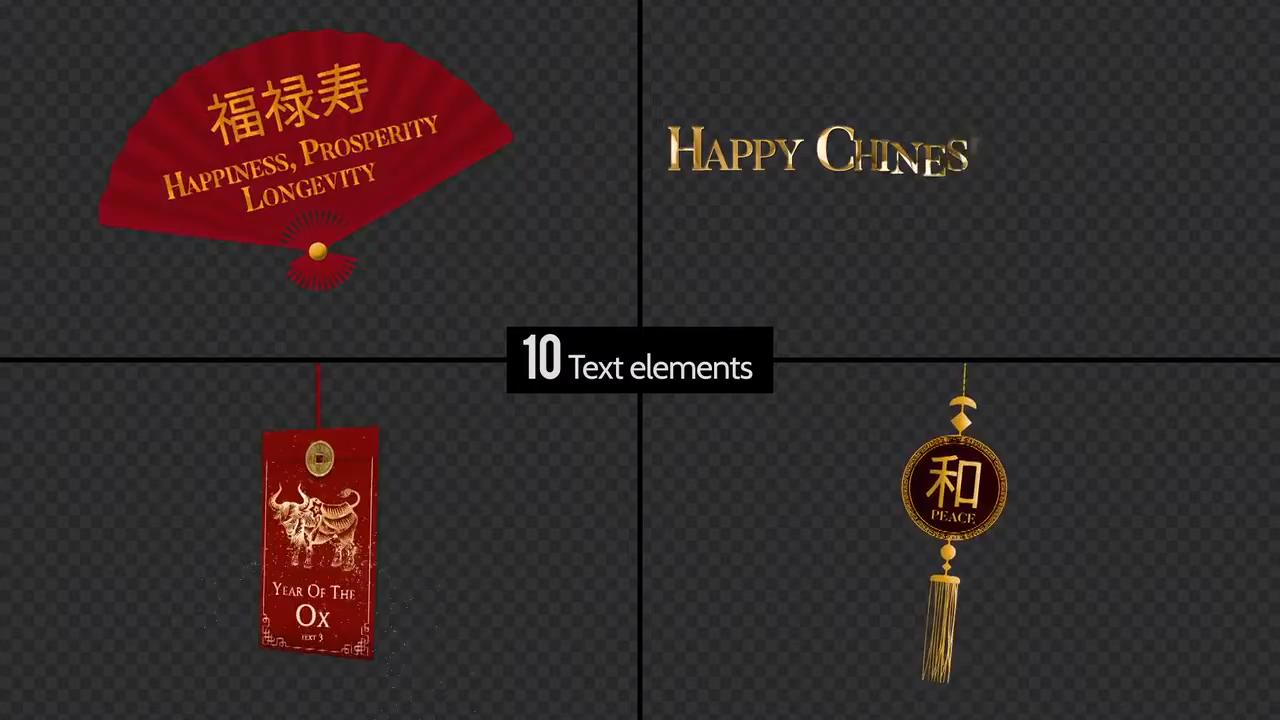 福禄寿
HAPPINESS, PROSPERITY
LONGEVITY
HAPPY CHINES
10 Text elements
YEAR OF THE
OX
TEXT 3
和
PEACE